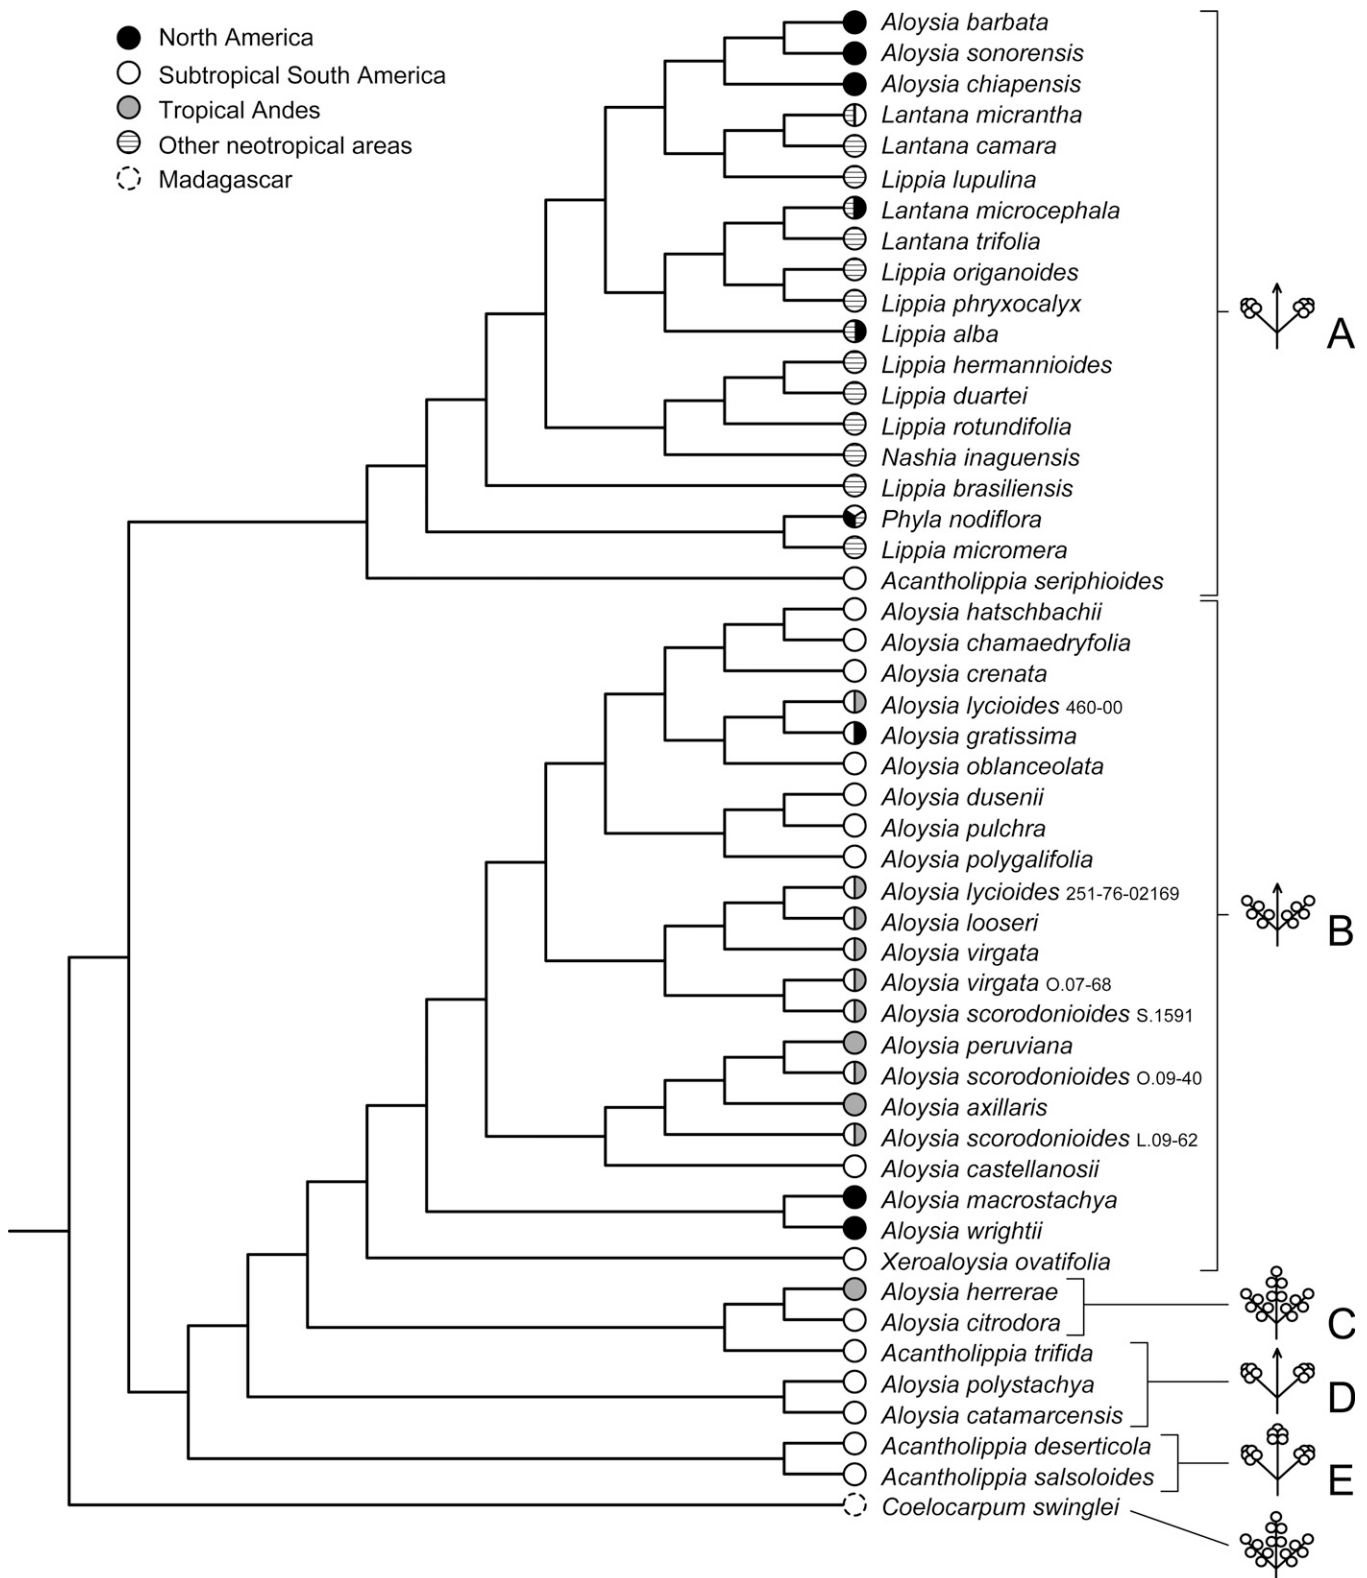 North America
Subtropical South America
Tropical Andes
Other neotropical areas
Madagascar
Aloysia barbata
Aloysia sonorensis
Aloysia chiapensis
Lantana micrantha
Lantana camara
Lippia lupulina
Lantana microcephala
Lantana trifolia
Lippia origanoides
Lippia phryxocalyx
Lippia alba
Lippia hermannioides
Lippia duartei
Lippia rotundifolia
Nashia inaguensis
Lippia brasiliensis
Phyla nodiflora
Lippia micromera
Acantholippia seriphioides
A
Aloysia hatschbachii
Aloysia chamaedryfolia
Aloysia crenata
Aloysia lycioides 460-00
Aloysia gratissima
Aloysia oblanceolata
Aloysia dusenii
Aloysia pulchra
Aloysia polygalifolia
Aloysia lycioides 251-76-02169
Aloysia looseri
Aloysia virgata
Aloysia virgata O.07-68
Aloysia scorodonioides S.1591
Aloysia peruviana
Aloysia scorodonioides O.09-40
Aloysia axillaris
Aloysia scorodonioides L.09-62
Aloysia castellanosii
Aloysia macrostachya
Aloysia wrightii
Xeroaloysia ovatifolia
B
Aloysia herrerae
Aloysia citrodora
C
Acantholippia trifida
Aloysia polystachya
Aloysia catamarcensis
D
Acantholippia deserticola
Acantholippia salsoloides
E
Coelocarpum swinglei